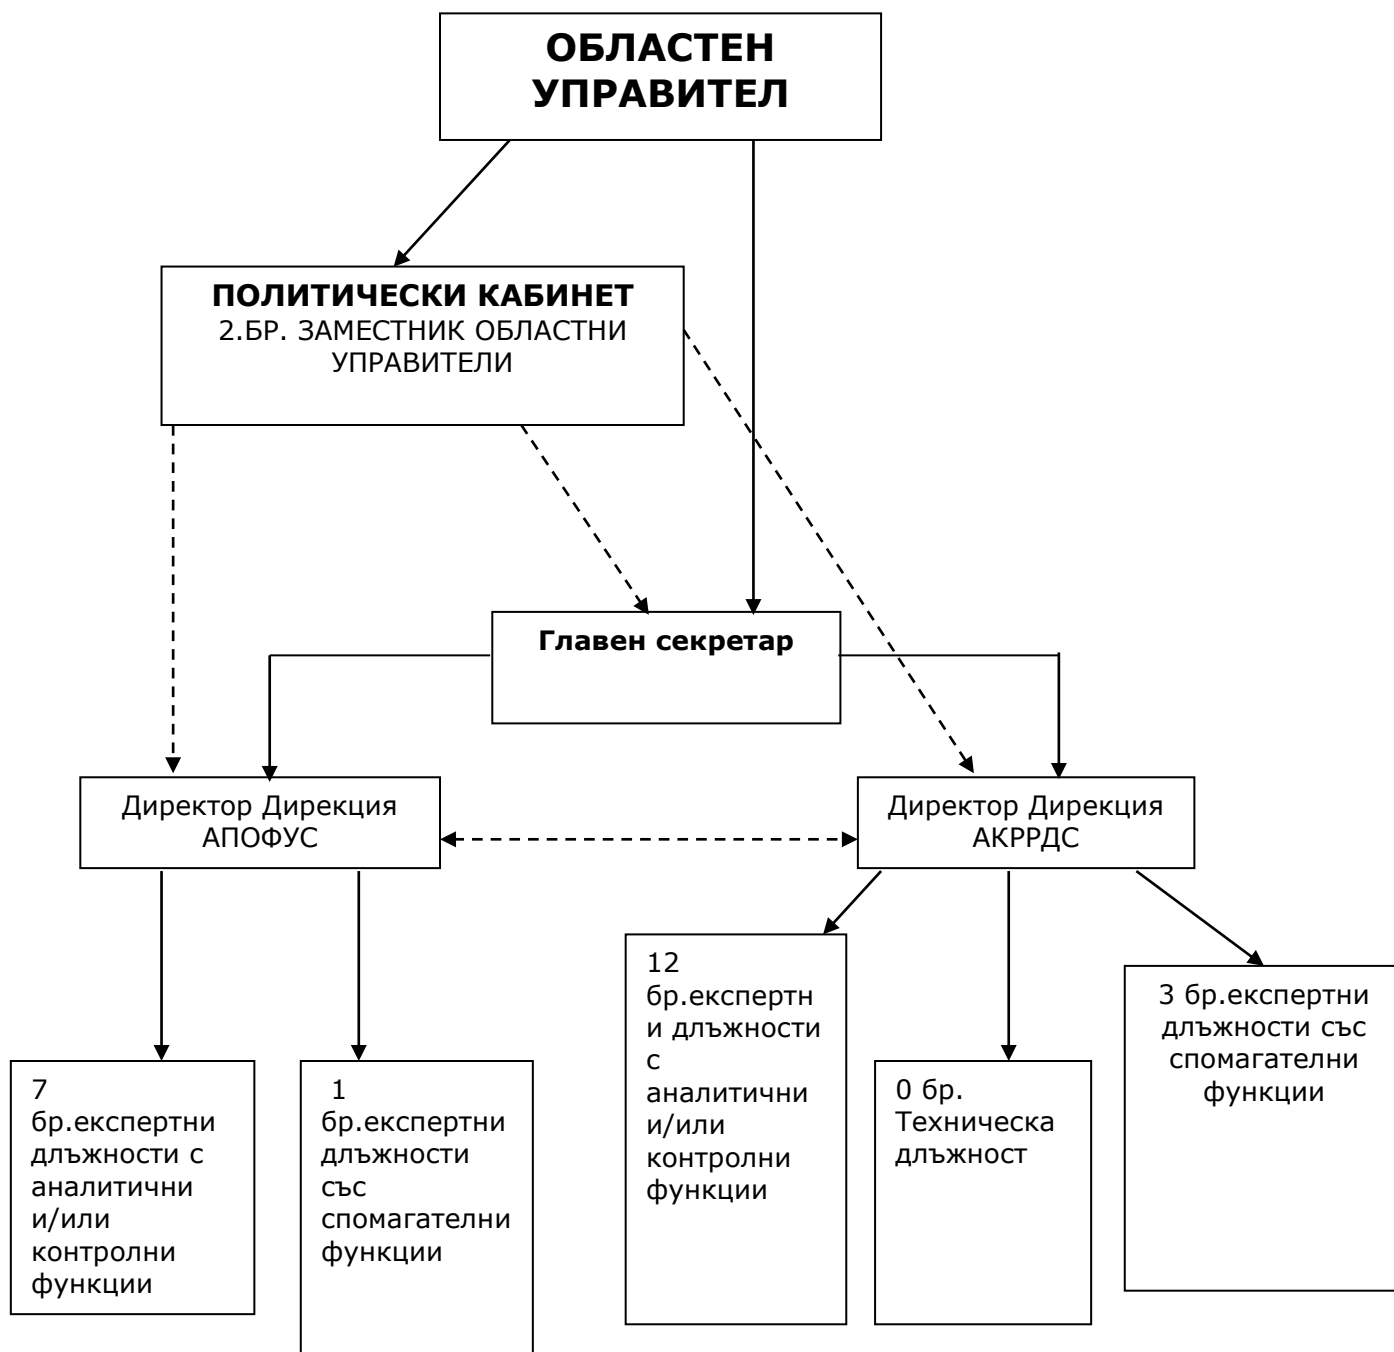 ОБЛАСТЕН
УПРАВИТЕЛ
ПОЛИТИЧЕСКИ КАБИНЕТ
2.БР. ЗАМЕСТНИК ОБЛАСТНИ
УПРАВИТЕЛИ
Главен секретар
Директор Дирекция
АПОФУС
Директор Дирекция
АКРРДС
7
бр.експертни
длъжности с
аналитични
и/или
контролни
функции
1
бр.експертни
длъжности
със
спомагателни
функции
12
бр.експертн
и длъжности
с
аналитични
и/или
контролни
функции
0 бр.
Техническа
длъжност
3 бр.експертни
длъжности със
спомагателни
функции